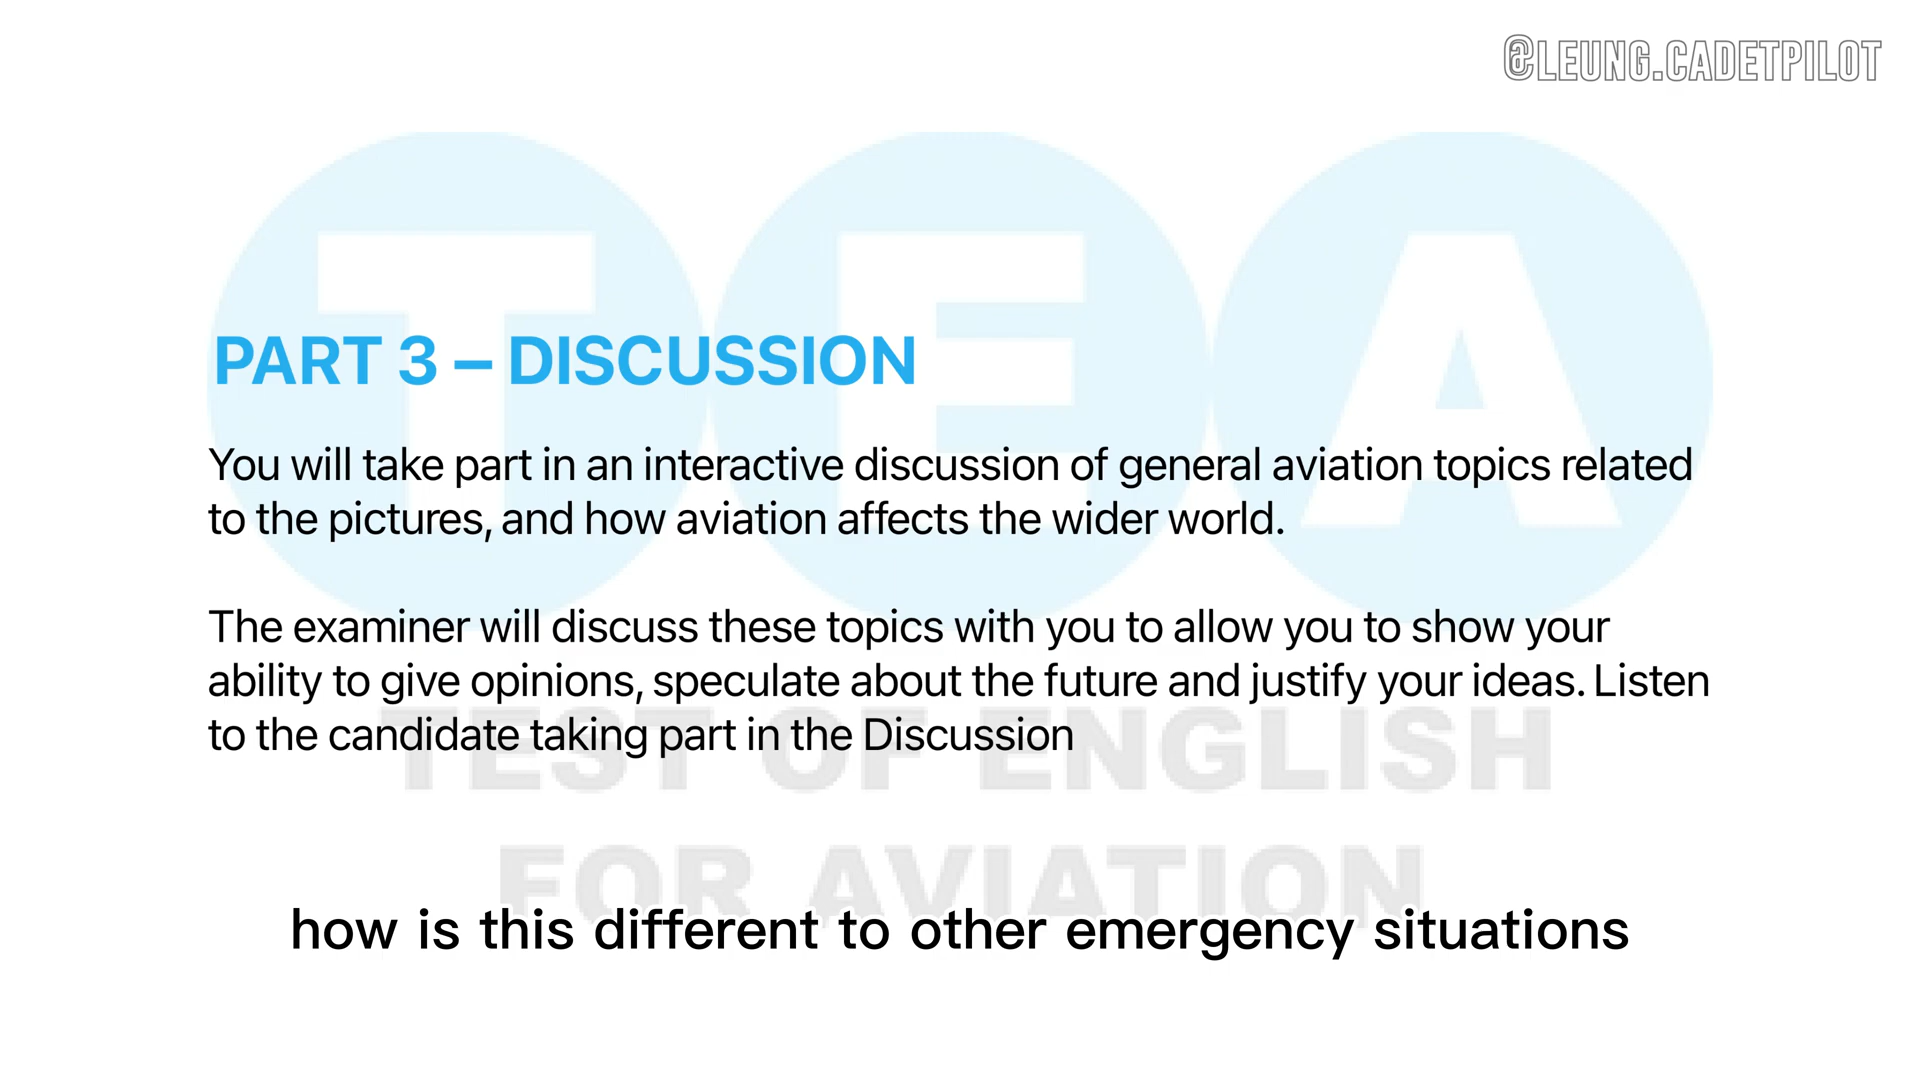 @LEUNG.CADETPILOT
TEA
PART 3 – DISCUSSION
You will take part in an interactive discussion of general aviation topics related
to the pictures, and how aviation affects the wider world.
The examiner will discuss these topics with you to allow you to show your
ability to give opinions, speculate about the future and justify your ideas. Listen
to the candidate taking part in the Discussion
TEST OF ENGLISH
FOR AVIATION
how is this different to other emergency situations